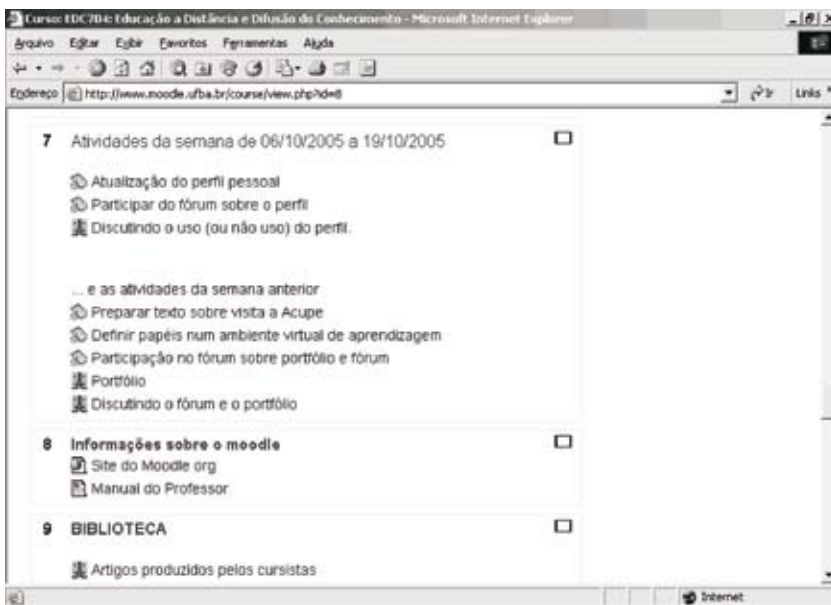 Curso: EDC704: Educação a Distância e Difusão do Conhecimento - Microsoft Internet Explorer
Arquivo Editar Exibir Favoritos Ferramentas Ajuda
Endereço http://www.moodle.ufba.br/course/view.php?id=8 Ir Links
7 Atividades da semana de 06/10/2005 a 19/10/2005
Atualização do perfil pessoal
Participar do fórum sobre o perfil
Discutindo o uso (ou não uso) do perfil.
... e as atividades da semana anterior
Preparar texto sobre visita a Acupe
Definir papéis num ambiente virtual de aprendizagem
Participação no fórum sobre portfólio e fórum
Portfólio
Discutindo o fórum e o portfólio
8 Informações sobre o moodle
Site do Moodle org
Manual do Professor
9 BIBLIOTECA
Artigos produzidos pelos cursistas
Internet